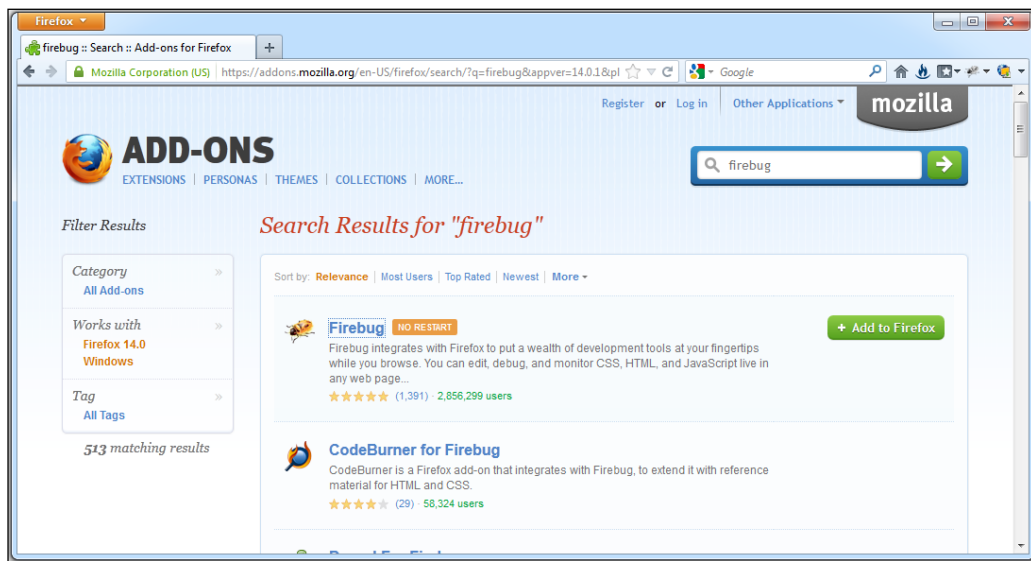 Firefox
firebug :: Search :: Add-ons for Firefox
Mozilla Corporation (US) https://addons.mozilla.org/en-US/firefox/search/?q=firebug&appver=14.0.1&pl
Google
Register or Log in Other Applications
mozilla
ADD-ONS
EXTENSIONS | PERSONAS | THEMES | COLLECTIONS | MORE...
firebug
Filter Results
Search Results for "firebug"
Category »
All Add-ons
Works with »
Firefox 14.0
Windows
Tag »
All Tags
513 matching results
Sort by: Relevance | Most Users | Top Rated | Newest | More
Firebug NO RESTART
+ Add to Firefox
Firebug integrates with Firefox to put a wealth of development tools at your fingertips
while you browse. You can edit, debug, and monitor CSS, HTML, and JavaScript live in
any web page...
(1,391) · 2,856,299 users
CodeBurner for Firebug
CodeBurner is a Firefox add-on that integrates with Firebug, to extend it with reference
material for HTML and CSS.
(29) · 58,324 users